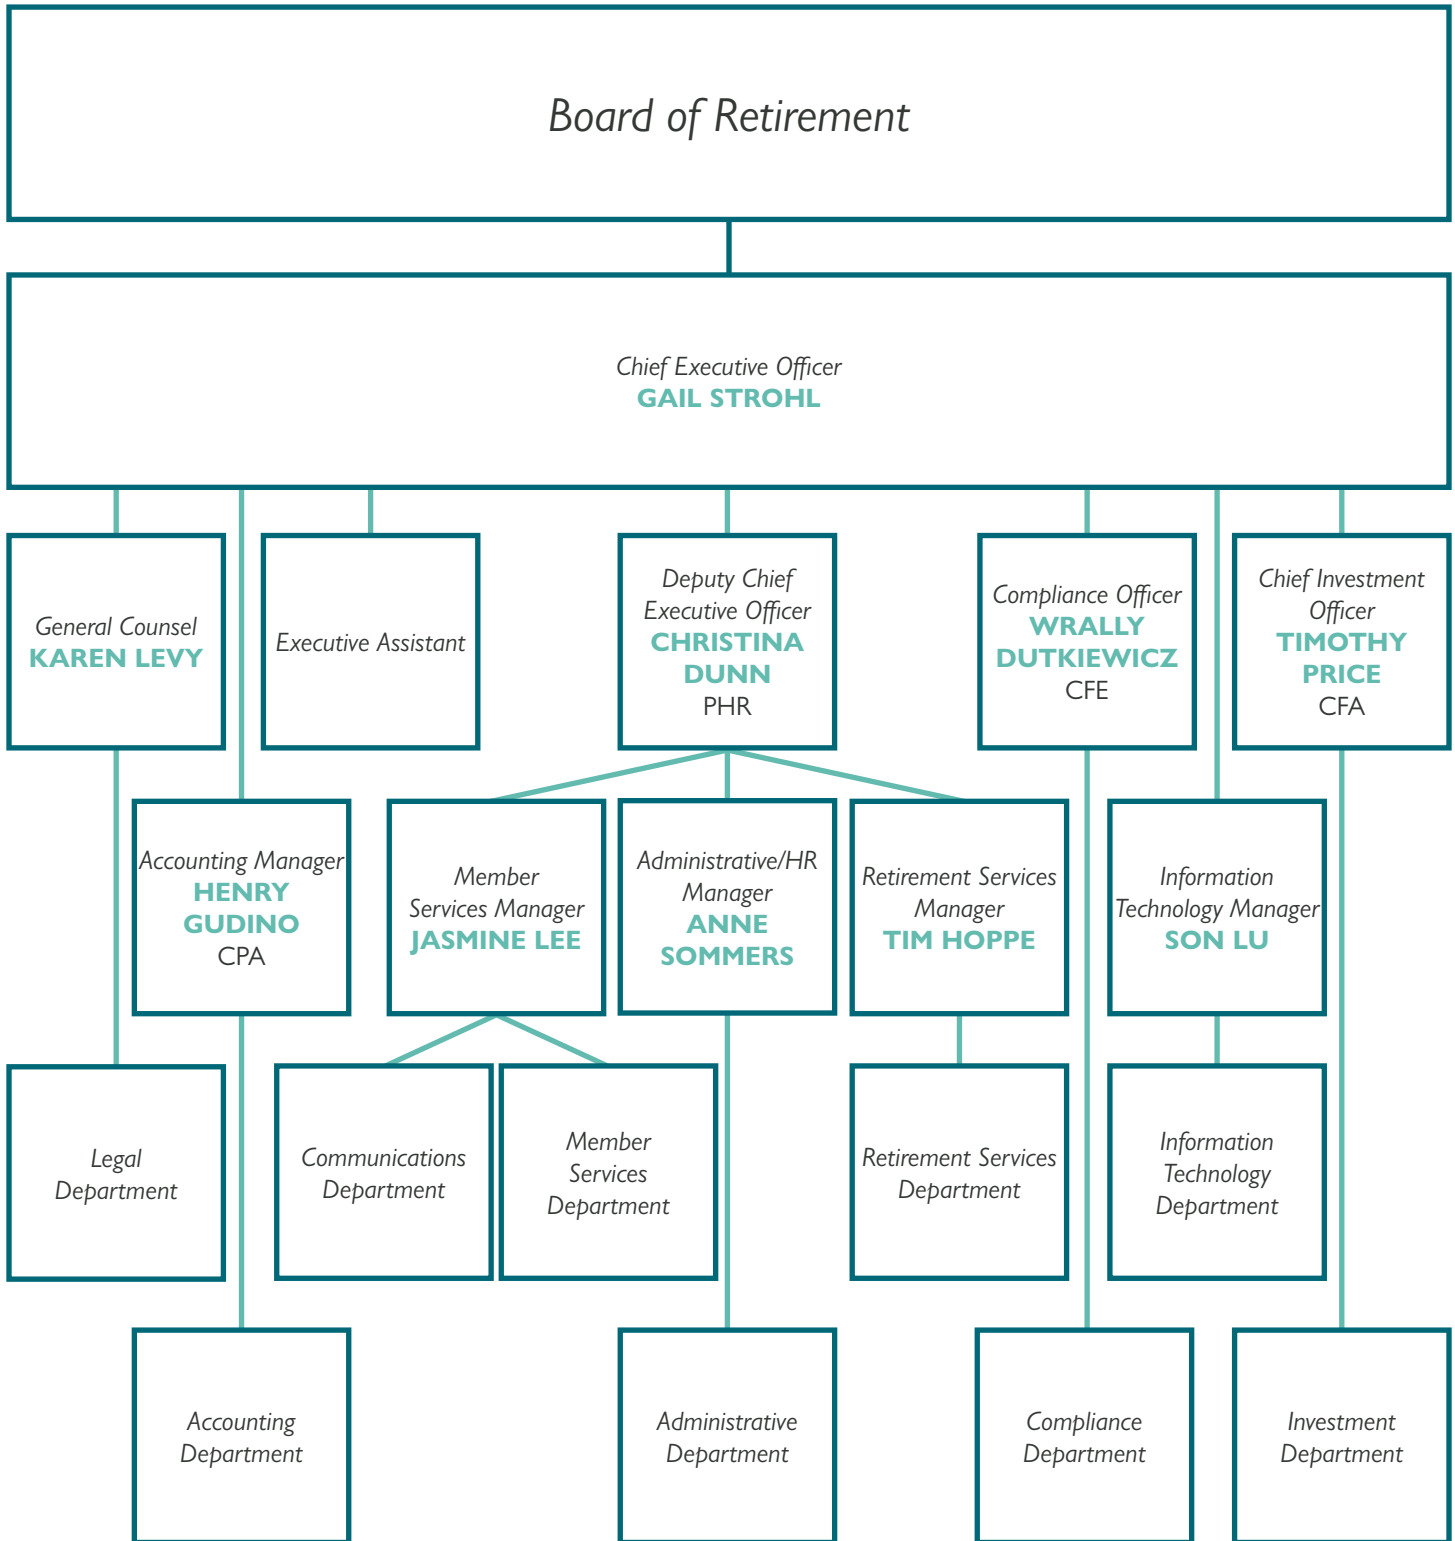 Board of Retirement
Chief Executive Officer
GAIL STROHL
General Counsel
KAREN LEVY
Executive Assistant
Deputy Chief
Executive Officer
CHRISTINA
DUNN
PHR
Compliance Officer
WRALLY
DUTKIEWICZ
CFE
Chief Investment
Officer
TIMOTHY
PRICE
CFA
Accounting Manager
HENRY
GUDINO
CPA
Member
Services Manager
JASMINE LEE
Administrative/HR
Manager
ANNE
SOMMERS
Retirement Services
Manager
TIM HOPPE
Information
Technology Manager
SON LU
Legal
Department
Communications
Department
Member
Services
Department
Retirement Services
Department
Information
Technology
Department
Accounting
Department
Administrative
Department
Compliance
Department
Investment
Department